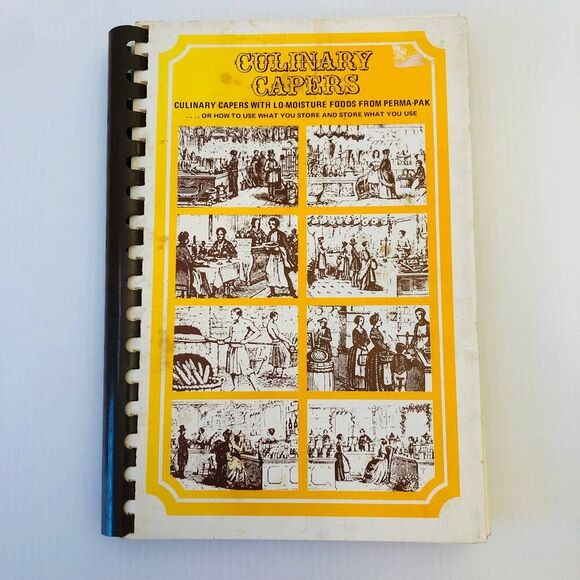 CULINARY
CAPERS
CULINARY CAPERS WITH LO-MOISTURE FOODS FROM PERMA-PAK
....OR HOW TO USE WHAT YOU STORE AND STORE WHAT YOU USE